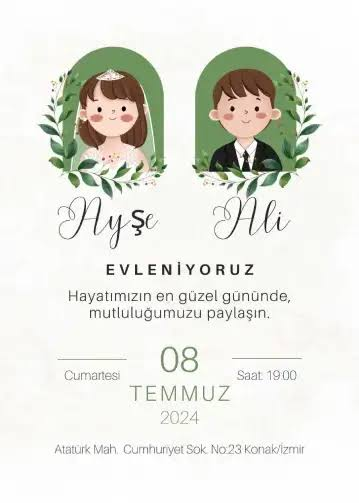 Ayşe Ali
EVLENİYORUZ
Hayatımızın en güzel gününde,
mutluluğumuzu paylaşın.
Cumartesi
08
TEMMUZ
2024
Saat: 19:00
Atatürk Mah. Cumhuriyet Sok. No:23 Konak/İzmir